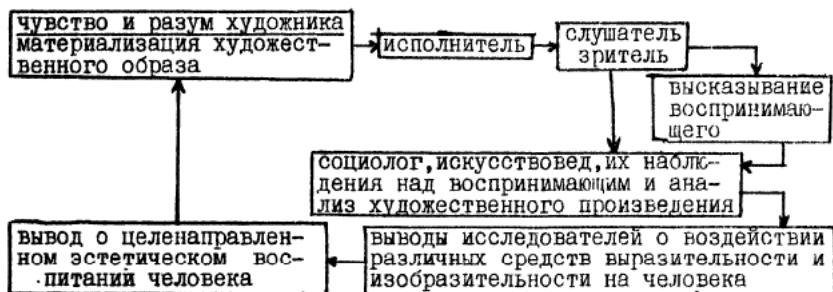 чувство и разум художника
материализация художест-
венного образа
исполнитель
слушатель
зритель
высказывание
воспринимаю-
щего
социолог,искусствовед,их наблю-
дения над воспринимающим и ана-
лиз художественного произведения
вывод о целенаправлен-
ном эстетическом вос-
питаний человека
выводы исследователей о воздействии
различных средств выразительности и
изобразительности на человека